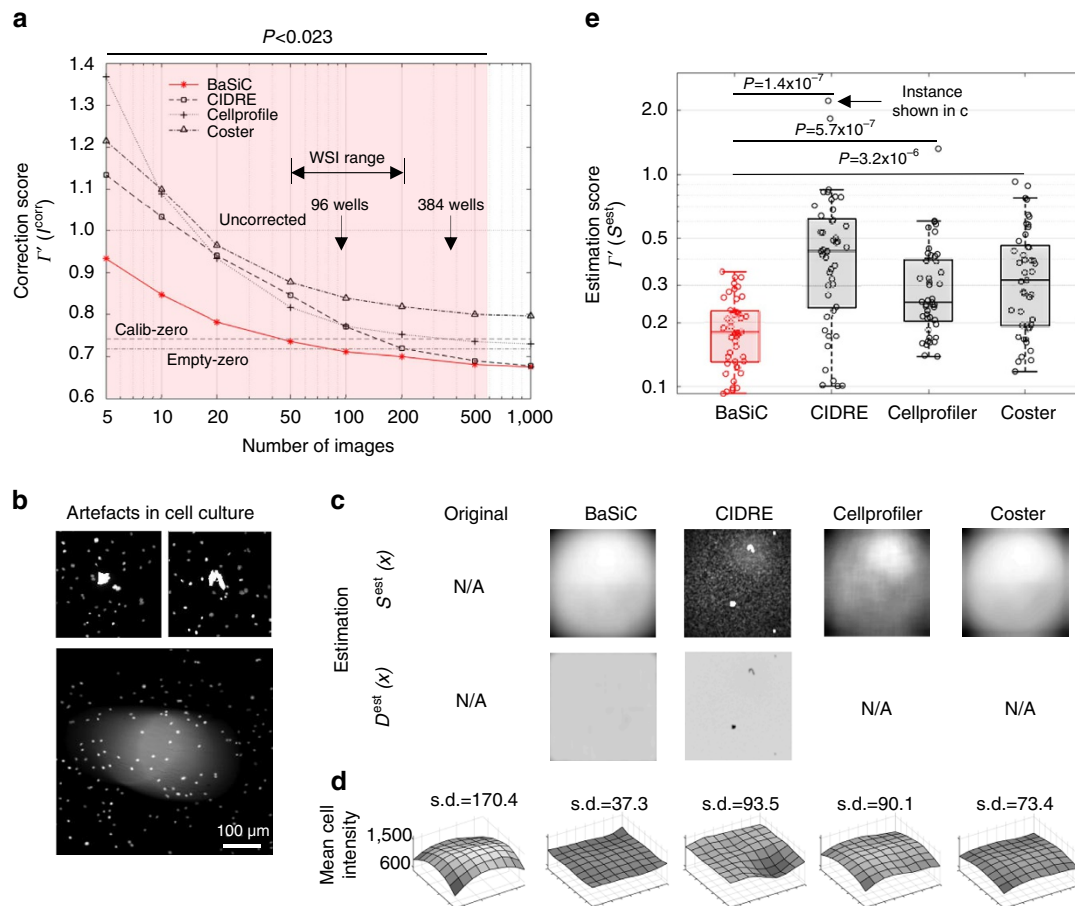 a
P<0.023
1.4
1.3
1.2
1.1
1.0
0.9
0.8
0.7
0.6
Correction score
Γ′ (I^corr)
BaSiC
CIDRE
Cellprofile
Coster
WSI range
Uncorrected
96 wells
384 wells
Calib-zero
Empty-zero
5 10 20 50 100 200 500 1,000
Number of images
e
P=1.4x10^-7
Instance
shown in c
P=5.7x10^-7
P=3.2x10^-6
2.0
1.0
0.5
0.3
0.2
0.1
Estimation score
Γ′ (S^est)
BaSiC CIDRE Cellprofiler Coster
b
Artefacts in cell culture
100 µm
c
Original BaSiC CIDRE Cellprofiler Coster
Estimation
S^est (x)
N/A
D^est (x)
N/A N/A N/A
d
s.d.=170.4 s.d.=37.3 s.d.=93.5 s.d.=90.1 s.d.=73.4
Mean cell
intensity
1,500
600